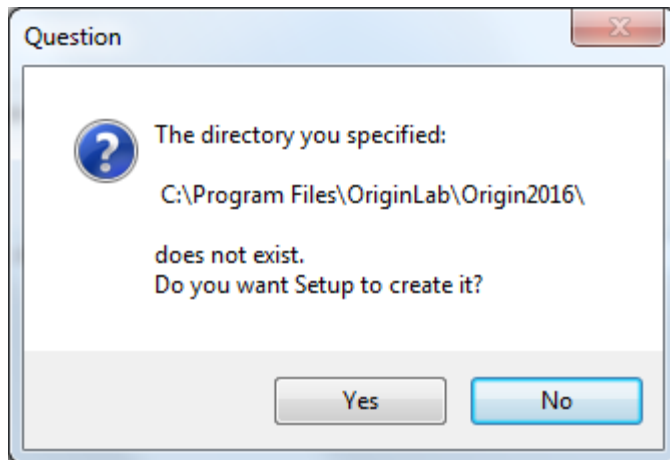 Question
The directory you specified:
C:\Program Files\OriginLab\Origin2016\
does not exist.
Do you want Setup to create it?
Yes
No